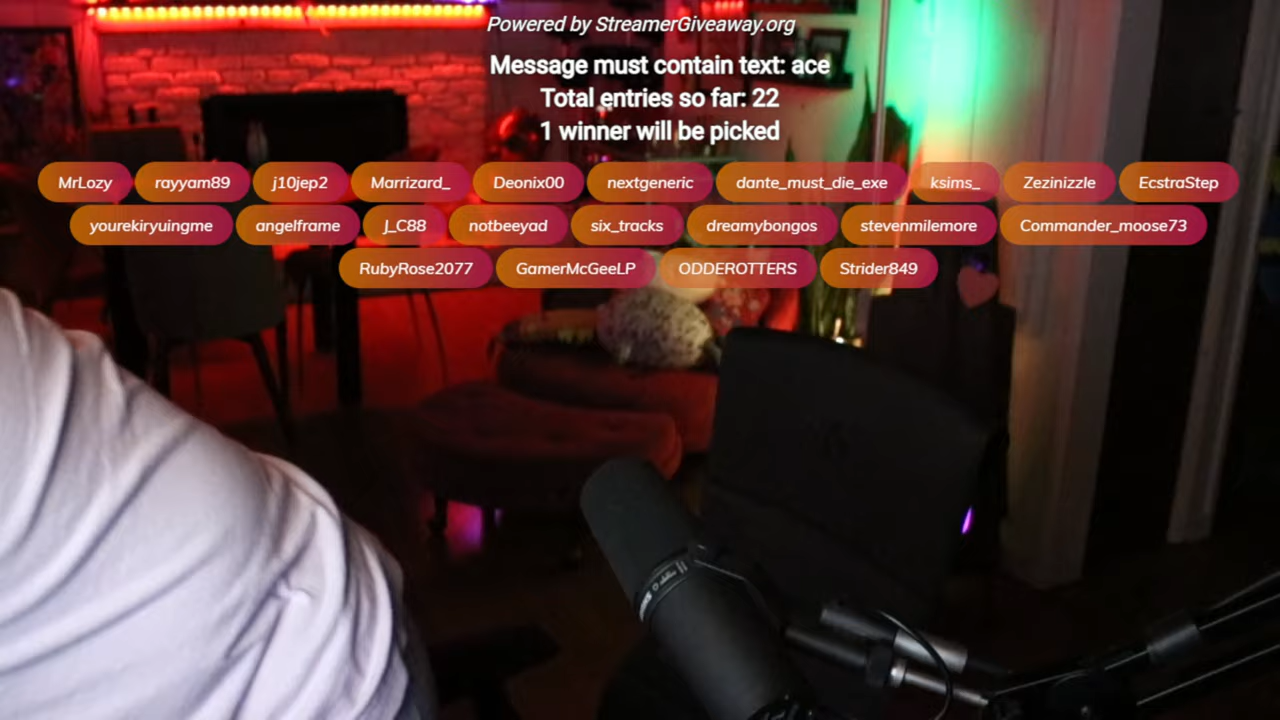 Powered by StreamerGiveaway.org
Message must contain text: ace
Total entries so far: 22
1 winner will be picked
MrLozy rayyam89 j10jep2 Marrizard_ Deonix00 nextgeneric dante_must_die_exe ksims_ Zezinizzle EcstraStep
yourekiryuingme angelframe J_C88 notbeeyad six_tracks dreamybongos stevenmilemore Commander_moose73
RubyRose2077 GamerMcGeeLP ODDEROTTERS Strider849